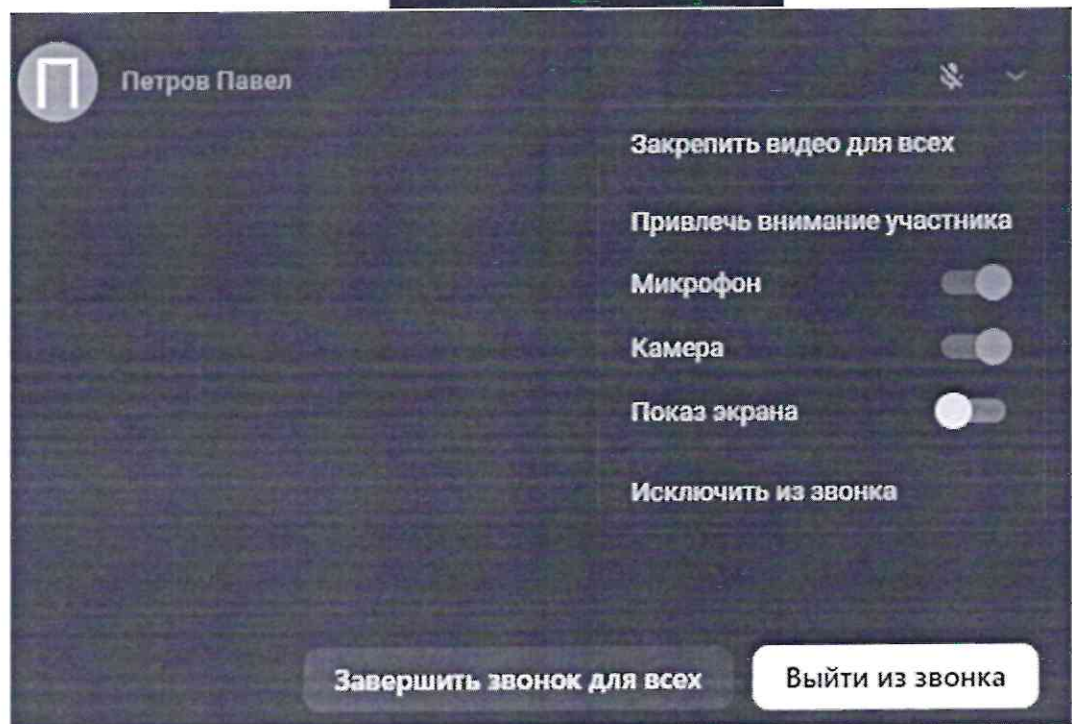 П
Петров Павел
Закрепить видео для всех
Привлечь внимание участника
Микрофон
Камера
Показ экрана
Исключить из звонка
Завершить звонок для всех
Выйти из звонка